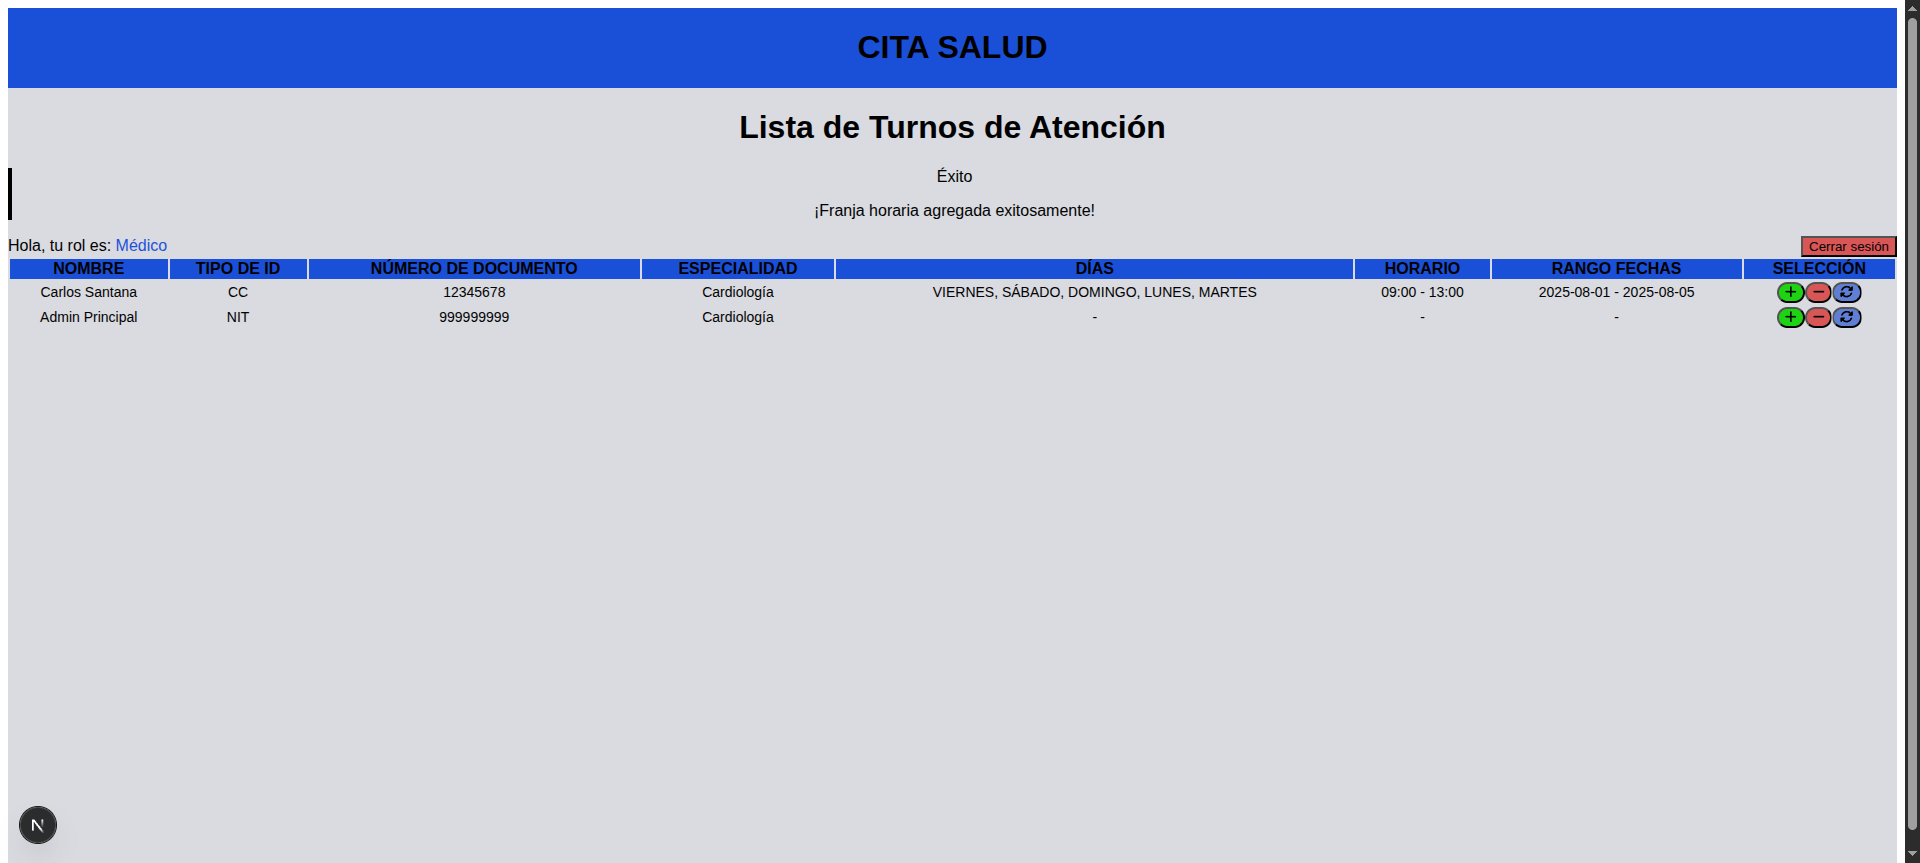 CITA SALUD
Lista de Turnos de Atención
Éxito
¡Franja horaria agregada exitosamente!
Hola, tu rol es: Médico
Cerrar sesión
NOMBRE TIPO DE ID NÚMERO DE DOCUMENTO ESPECIALIDAD DÍAS HORARIO RANGO FECHAS SELECCIÓN
Carlos Santana CC 12345678 Cardiología VIERNES, SÁBADO, DOMINGO, LUNES, MARTES 09:00 - 13:00 2025-08-01 - 2025-08-05
Admin Principal NIT 999999999 Cardiología - - -
N